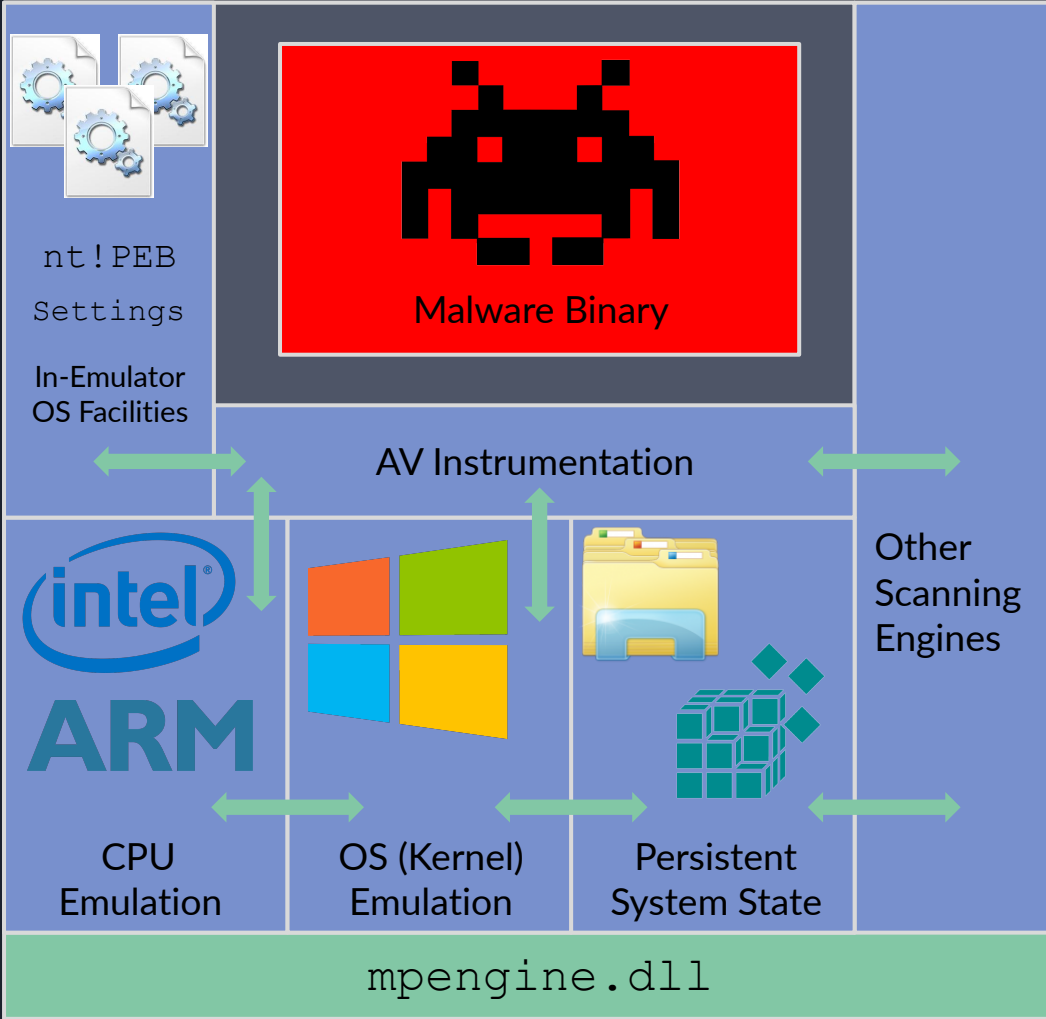 nt!PEB
Settings
In-Emulator
OS Facilities
Malware Binary
AV Instrumentation
Other
Scanning
Engines
intel®
ARM
CPU
Emulation
OS (Kernel)
Emulation
Persistent
System State
mpengine.dll